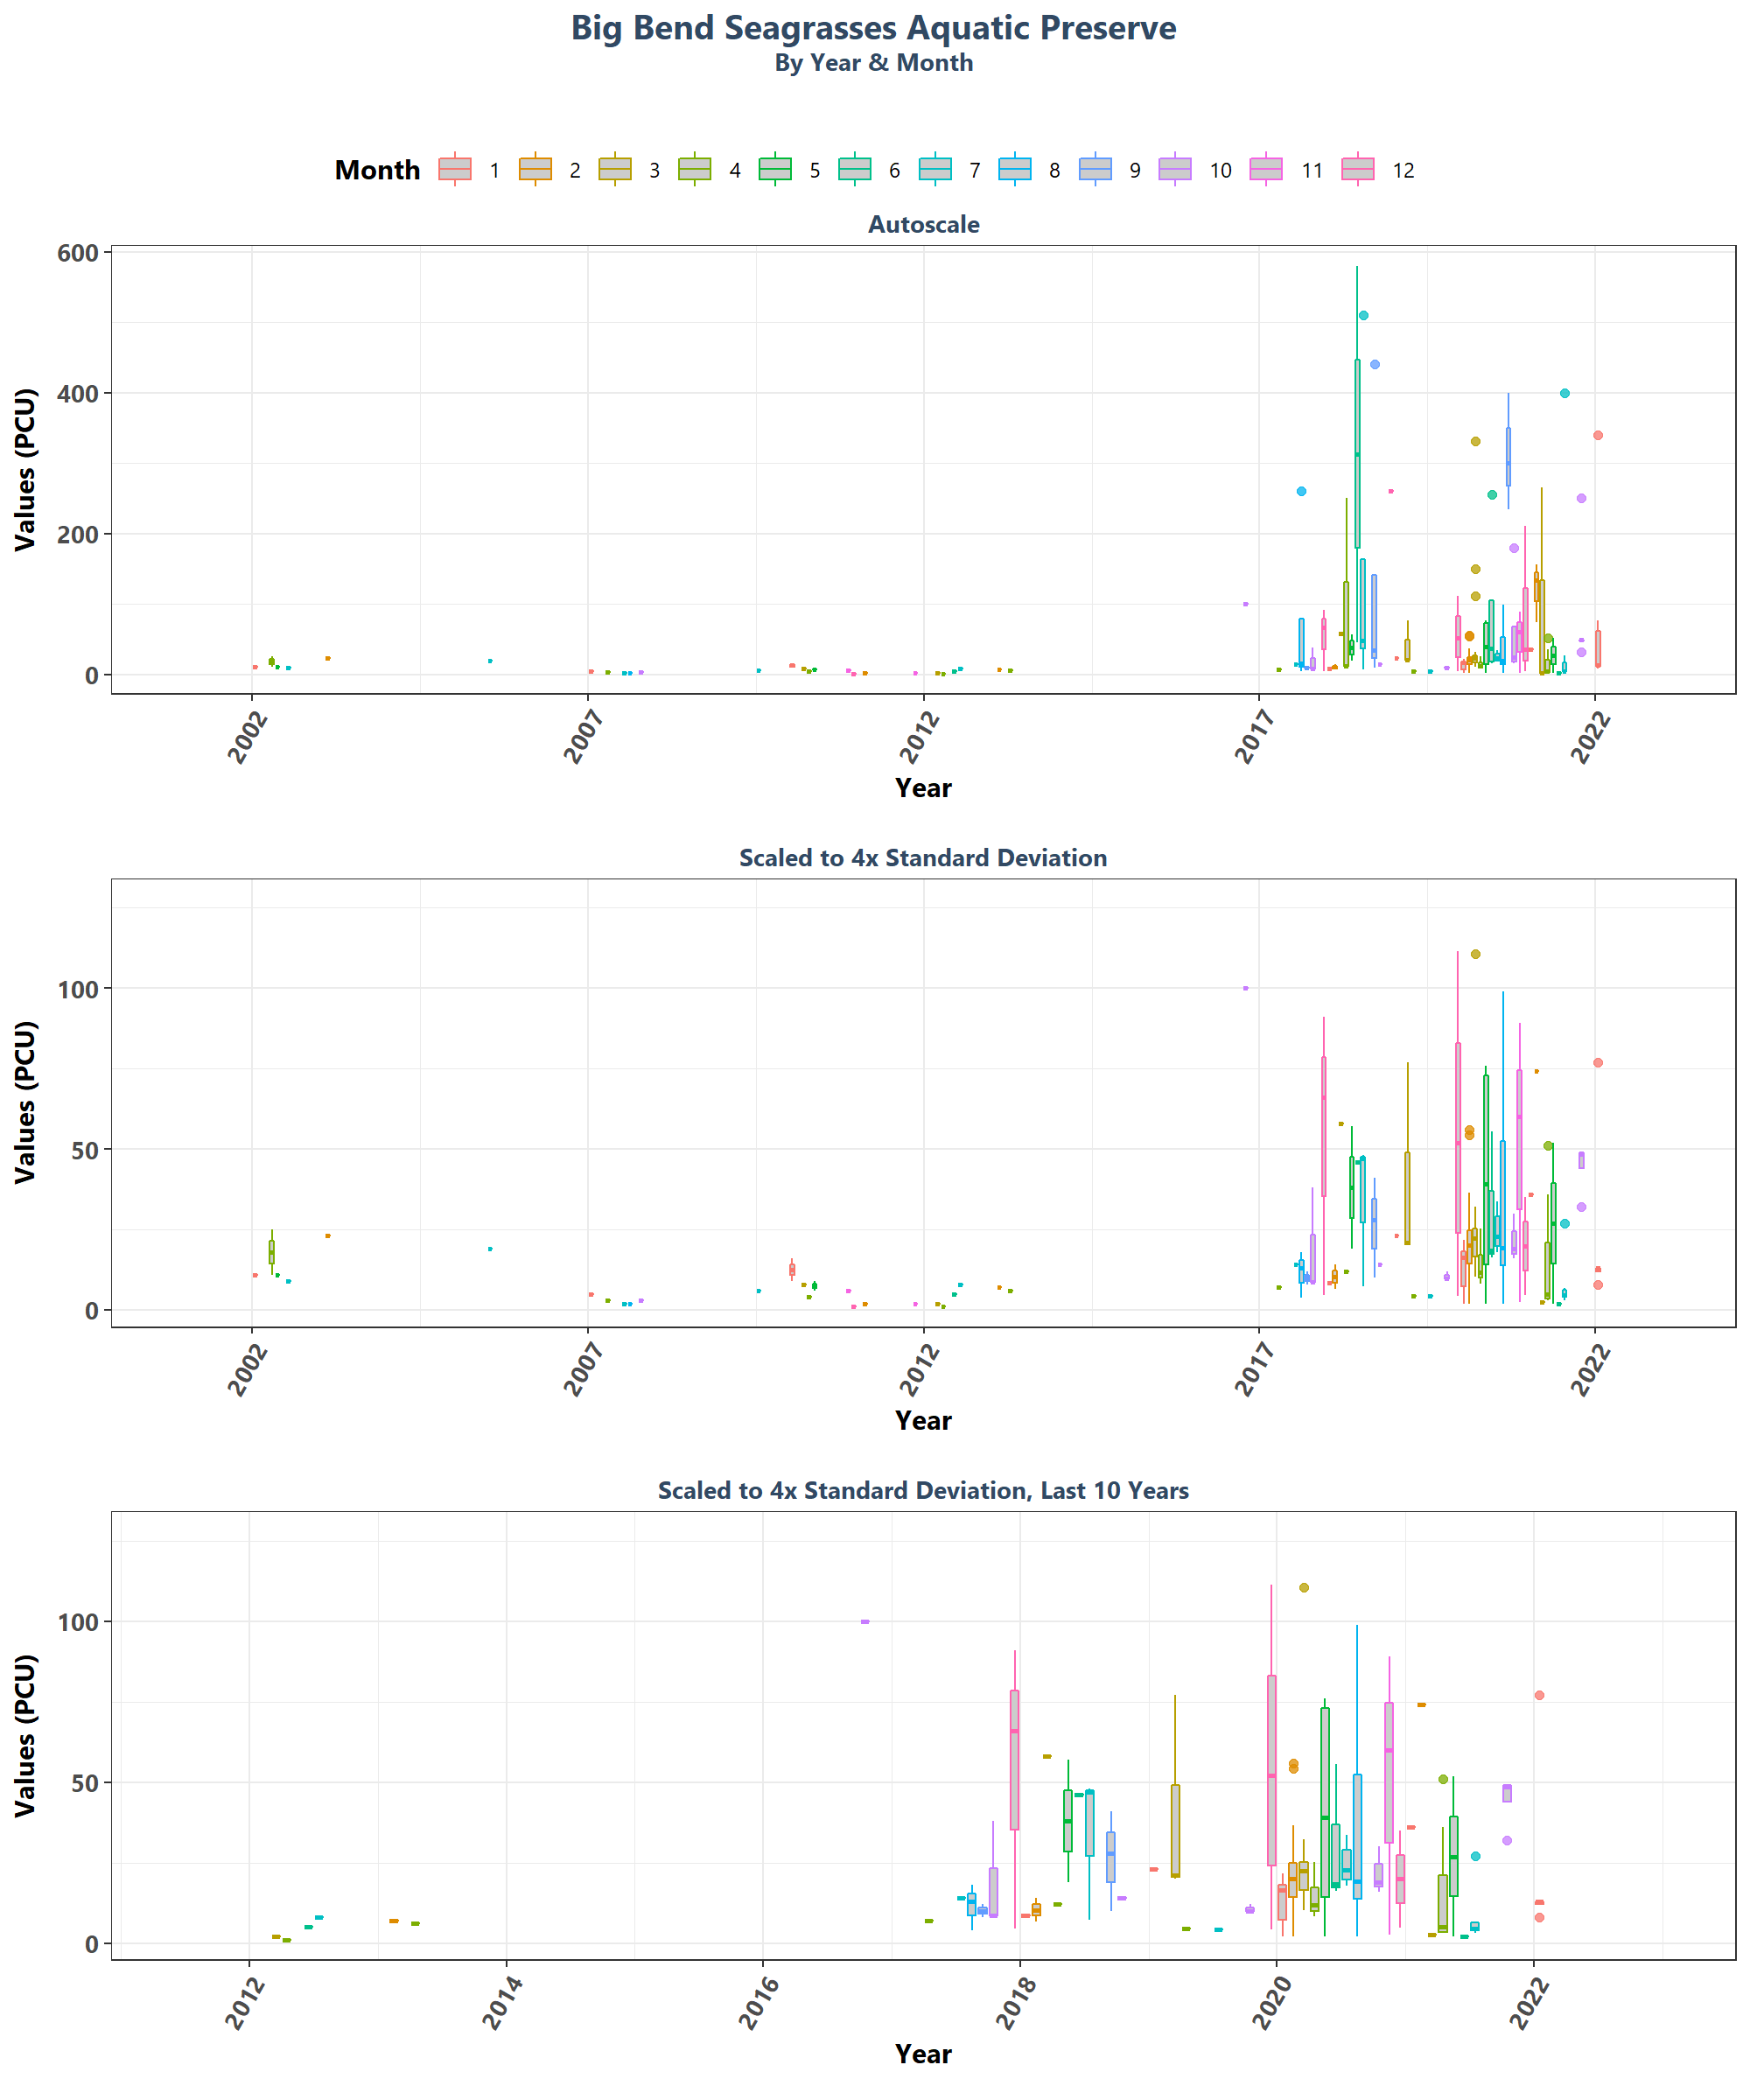 Big Bend Seagrasses Aquatic Preserve
By Year & Month
Month 1 2 3 4 5 6 7 8 9 10 11 12
Autoscale
Values (PCU)
600
400
200
0
2002 2007 2012 2017 2022
Year
Scaled to 4x Standard Deviation
Values (PCU)
100
50
0
2002 2007 2012 2017 2022
Year
Scaled to 4x Standard Deviation, Last 10 Years
Values (PCU)
100
50
0
2012 2014 2016 2018 2020 2022
Year